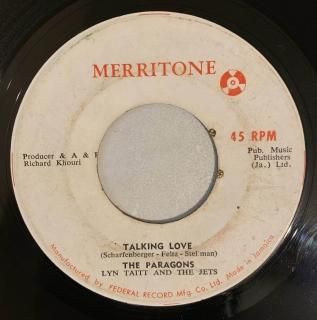 MERRITONE
45 RPM
Producer & A & R
Richard Khouri
Pub. Music
Publishers
(Ja.) Ltd.
TALKING LOVE
(Scharfenberger - Feltz - Stellman)
THE PARAGONS
LYN TAITT AND THE JETS
Manufactured by FEDERAL RECORD Mfg. Co. Ltd. Made in Jamaica